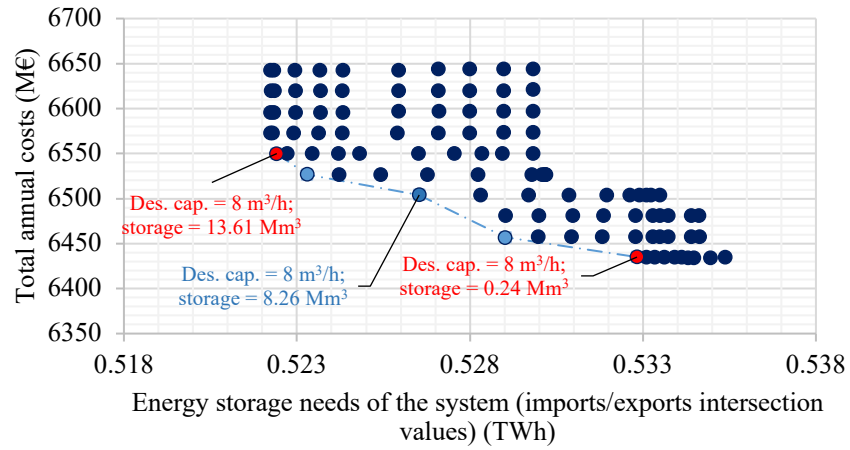 6700
6650
6600
6550
6500
6450
6400
6350
Total annual costs (M€)
Des. cap. = 8 m³/h;
storage = 13.61 Mm³
Des. cap. = 8 m³/h;
storage = 8.26 Mm³
Des. cap. = 8 m³/h;
storage = 0.24 Mm³
0.518 0.523 0.528 0.533 0.538
Energy storage needs of the system (imports/exports intersection
values) (TWh)